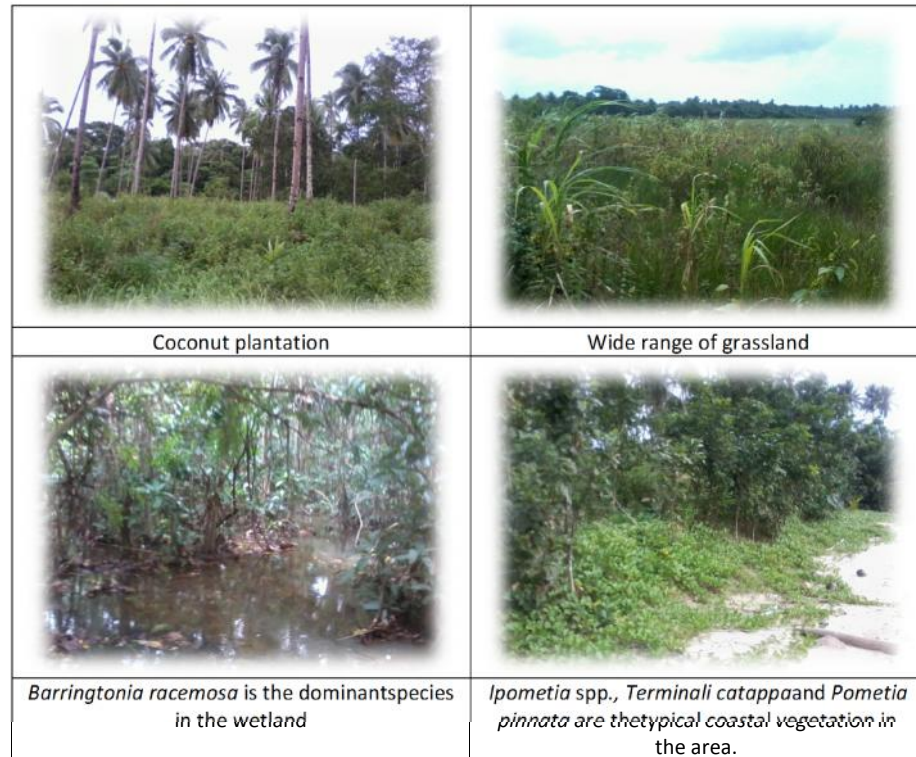 Coconut plantation
Wide range of grassland
Barringtonia racemosa is the dominantspecies
in the wetland
Ipometia spp., Terminali catappaand Pometia
pinnata are thetypical coastal vegetation in
the area.